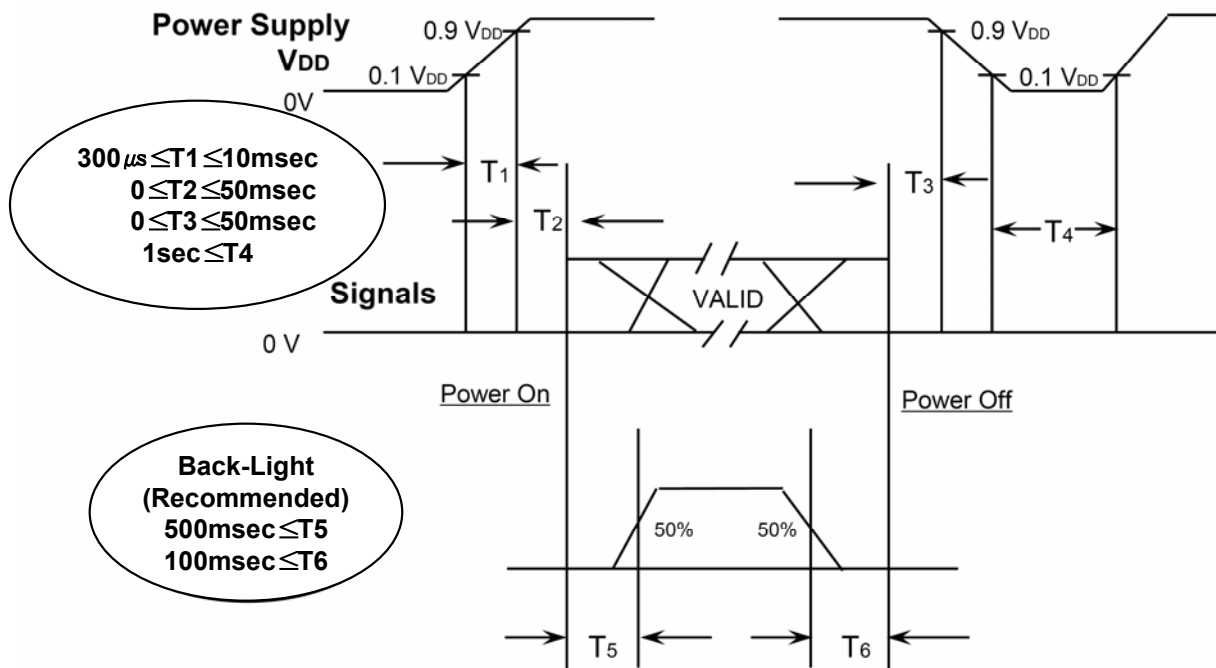 Power Supply
VDD
0.9 VDD
0.1 VDD
0V
0.9 VDD
0.1 VDD
300μs≤T1≤10msec
0≤T2≤50msec
0≤T3≤50msec
1sec≤T4
T1
T2
T3
T4
Signals
VALID
0 V
Power On
Power Off
Back-Light
(Recommended)
500msec≤T5
100msec≤T6
50%
50%
T5
T6